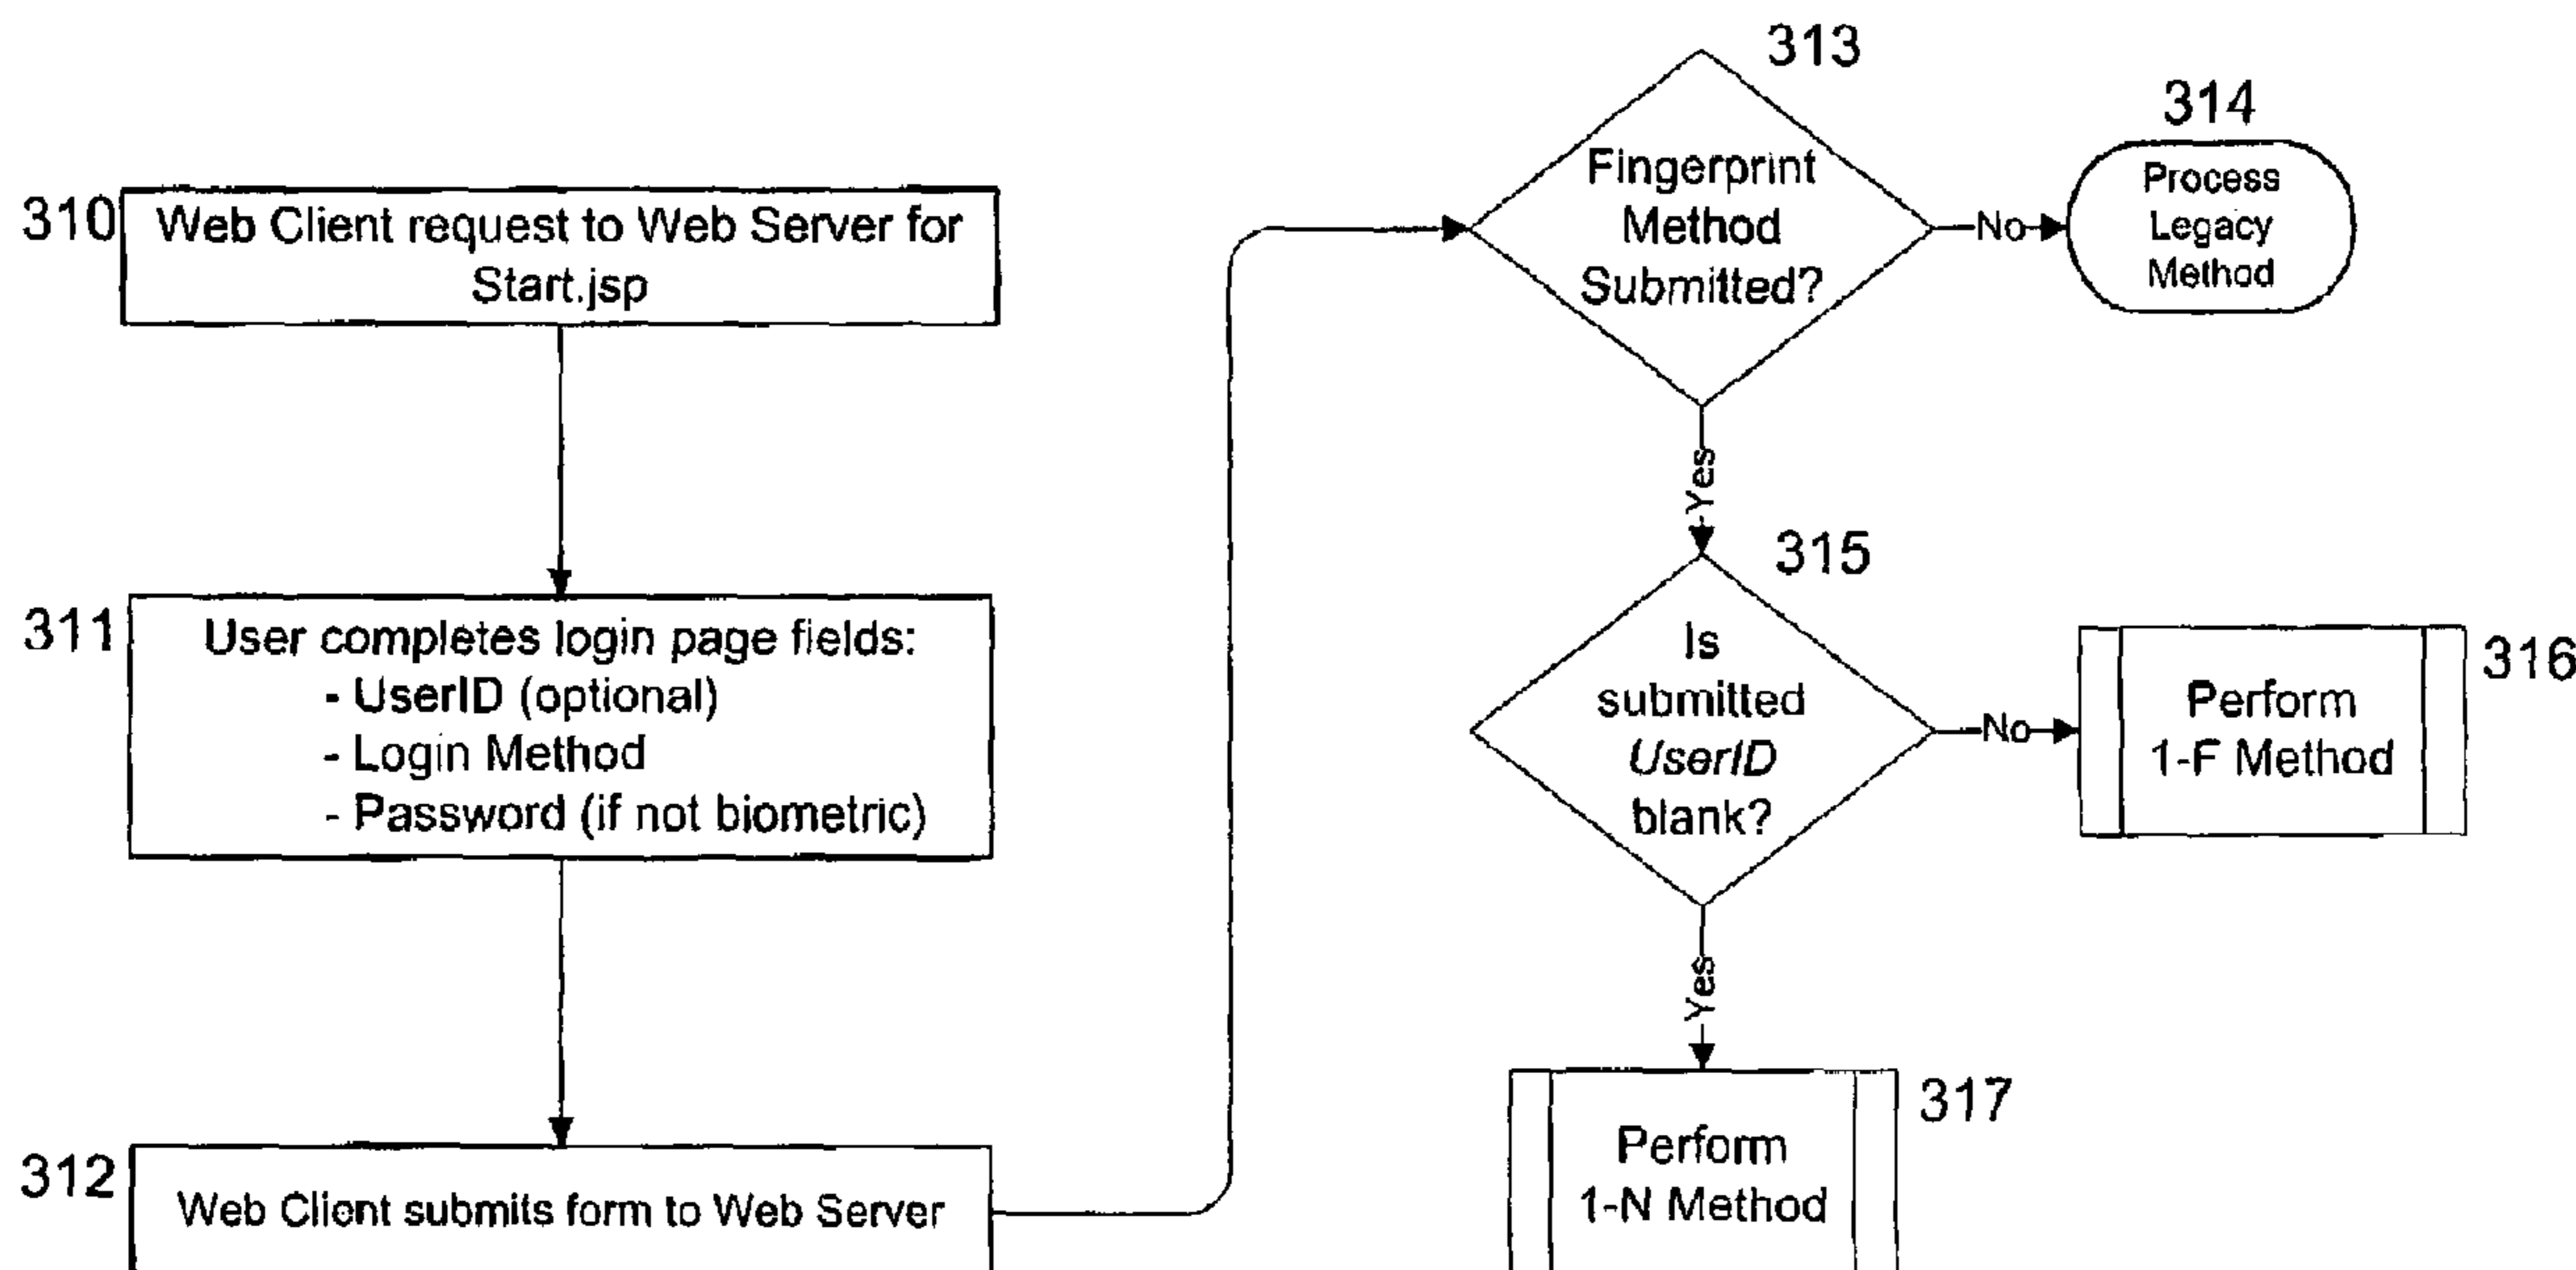 310
Web Client request to Web Server for
Start.jsp
311
User completes login page fields:
- UserID (optional)
- Login Method
- Password (if not biometric)
312
Web Client submits form to Web Server
313
Fingerprint
Method
Submitted?
No
314
Process
Legacy
Method
Yes
315
Is
submitted
UserID
blank?
No
316
Perform
1-F Method
Yes
317
Perform
1-N Method